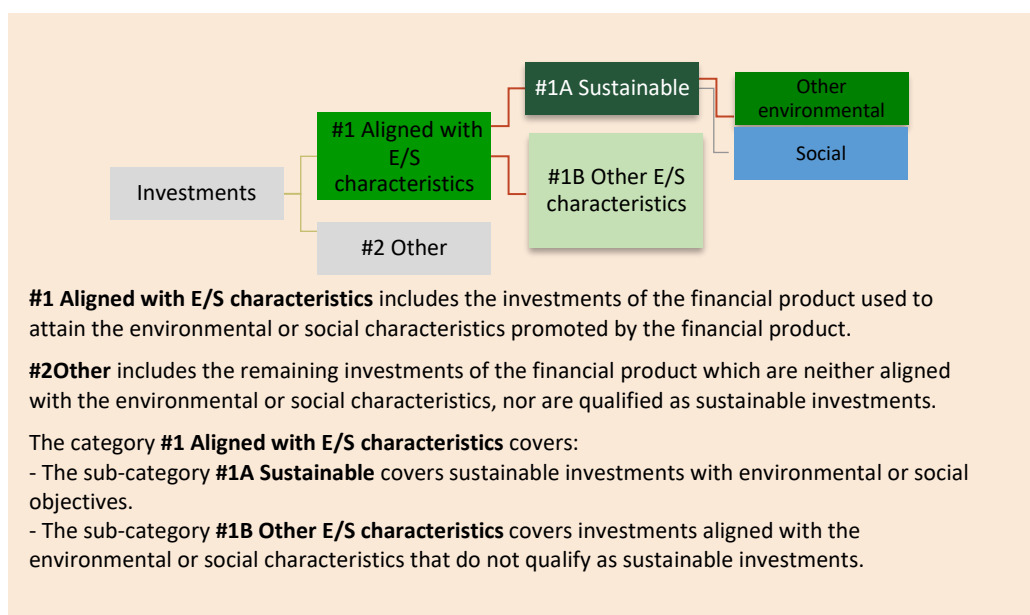 #1A Sustainable
Other
environmental
Social
#1 Aligned with
E/S
characteristics
#1B Other E/S
characteristics
Investments
#2 Other
#1 Aligned with E/S characteristics includes the investments of the financial product used to
attain the environmental or social characteristics promoted by the financial product.
#2Other includes the remaining investments of the financial product which are neither aligned
with the environmental or social characteristics, nor are qualified as sustainable investments.
The category #1 Aligned with E/S characteristics covers:
- The sub-category #1A Sustainable covers sustainable investments with environmental or social
objectives.
- The sub-category #1B Other E/S characteristics covers investments aligned with the
environmental or social characteristics that do not qualify as sustainable investments.